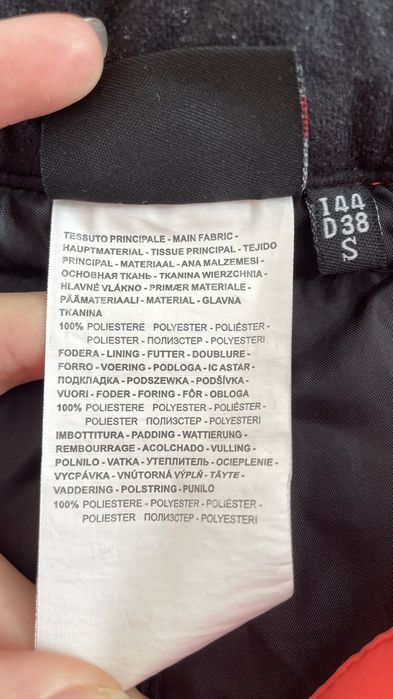 TESSUTO PRINCIPALE - MAIN FABRIC -
HAUPTMATERIAL - TISSUE PRINCIPAL - TEJIDO
PRINCIPAL - MATERIAAL - ANA MALZEMESI -
ОСНОВНАЯ ТКАНЬ - TKANINA WIERZCHNIA -
HLAVNÉ VLÁKNO - PRIMÆR MATERIALE -
PÄÄMATERIAALI - MATERIAL - GLAVNA
TKANINA
100% POLIESTERE POLYESTER - POLIÉSTER -
POLIESTER - ПОЛИЭСТЕР - POLYESTERI
FODERA - LINING - FUTTER - DOUBLURE -
FORRO - VOERING - PODLOGA - IC ASTAR -
ПОДКПАДКА - PODSZEWKA - PODŠÍVKA -
VUORI - FODER - FORING - FÔR - OBLOGA
100% POLIESTERE - POLYESTER - POLIÉSTER -
POLIESTER ПОЛИЭСТЕР - POLYESTERI
IMBOTTITURA - PADDING - WATTIERUNG -
REMBOURRAGE - ACOLCHADO - VULLING -
POLNILO - VATKA - УТЕПЛИТЕЛЬ - OCIEPLENIE -
VYCPÁVKA - VNÚTORNÁ VÝPLŇ - TÄYTE -
VADDERING - POLSTRING - PUNILO
100% POLIESTERE - POLYESTER - POLIÉSTER -
POLIESTER ПОЛИЭСТЕР - POLYESTERI
I 44
D 38
S